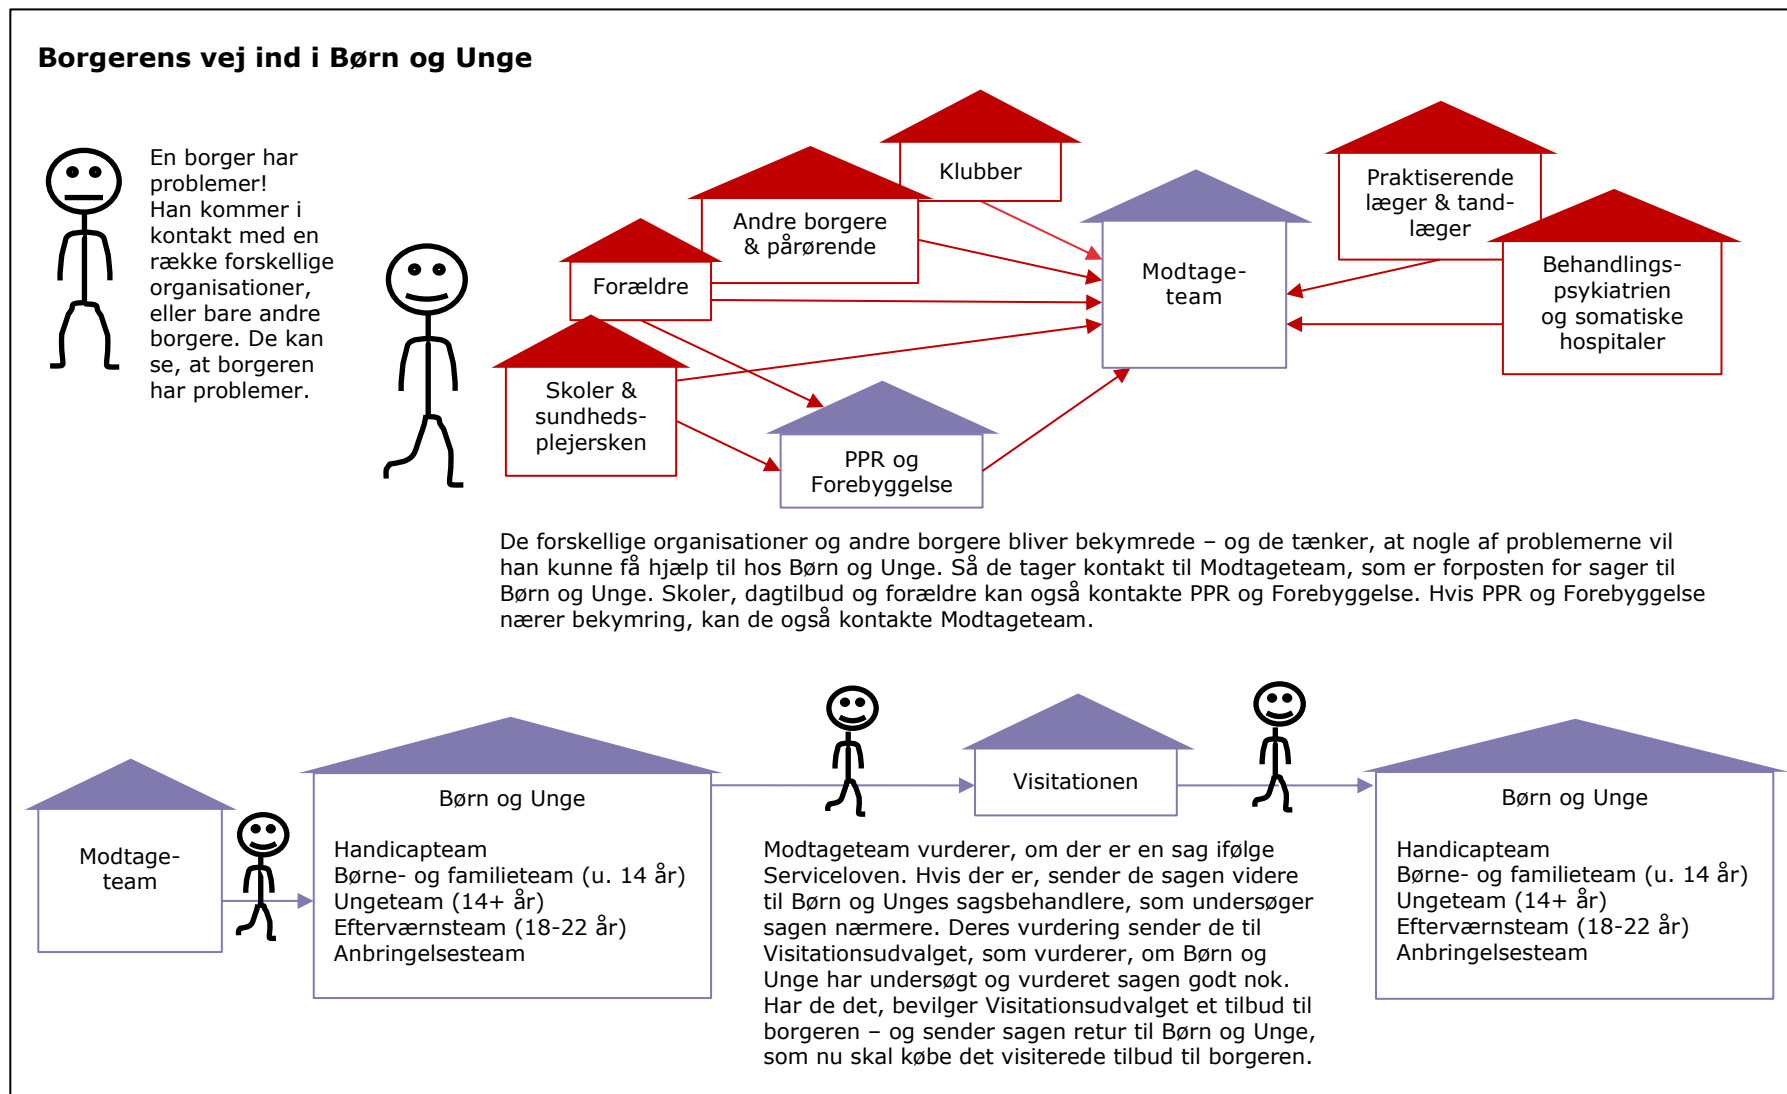 Borgerens vej ind i Børn og Unge
En borger har
problemer!
Han kommer i
kontakt med en
række forskellige
organisationer,
eller bare andre
borgere. De kan
se, at borgeren
har problemer.
Klubber
Andre borgere
& pårørende
Forældre
Skoler &
sundheds-
plejersken
PPR og
Forebyggelse
Modtage-
team
Praktiserende
læger & tand-
læger
Behandlings-
psykiatrien
og somatiske
hospitaler
De forskellige organisationer og andre borgere bliver bekymrede – og de tænker, at nogle af problemerne vil
han kunne få hjælp til hos Børn og Unge. Så de tager kontakt til Modtageteam, som er forposten for sager til
Børn og Unge. Skoler, dagtilbud og forældre kan også kontakte PPR og Forebyggelse. Hvis PPR og Forebyggelse
nærer bekymring, kan de også kontakte Modtageteam.
Modtage-
team
Børn og Unge
Handicapteam
Børne- og familieteam (u. 14 år)
Ungeteam (14+ år)
Efterværnsteam (18-22 år)
Anbringelsesteam
Visitationen
Modtageteam vurderer, om der er en sag ifølge
Serviceloven. Hvis der er, sender de sagen videre
til Børn og Unges sagsbehandlere, som undersøger
sagen nærmere. Deres vurdering sender de til
Visitationsudvalget, som vurderer, om Børn og
Unge har undersøgt og vurderet sagen godt nok.
Har de det, bevilger Visitationsudvalget et tilbud til
borgeren – og sender sagen retur til Børn og Unge,
som nu skal købe det visiterede tilbud til borgeren.
Børn og Unge
Handicapteam
Børne- og familieteam (u. 14 år)
Ungeteam (14+ år)
Efterværnsteam (18-22 år)
Anbringelsesteam